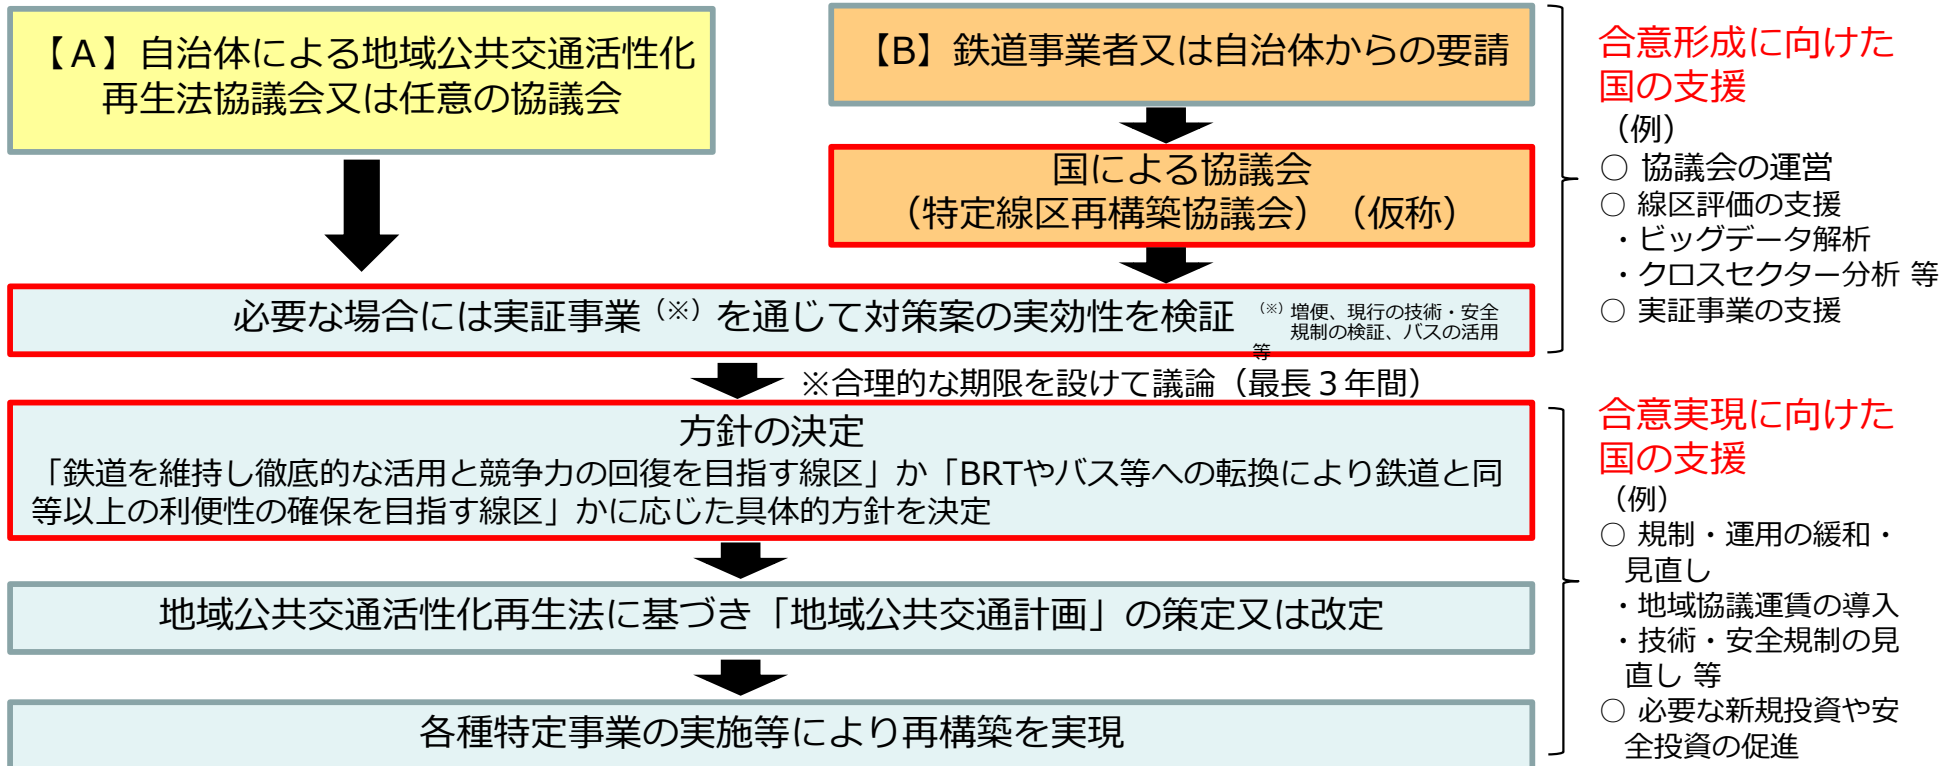 【A】自治体による地域公共交通活性化
再生法協議会又は任意の協議会
【B】鉄道事業者又は自治体からの要請
国による協議会
（特定線区再構築協議会）（仮称）
必要な場合には実証事業（※）を通じて対策案の実効性を検証
（※）増便、現行の技術・安全
規制の検証、バスの活用
等
※合理的な期限を設けて議論（最長３年間）
方針の決定
「鉄道を維持し徹底的な活用と競争力の回復を目指す線区」か「BRTやバス等への転換により鉄道と同
等以上の利便性の確保を目指す線区」かに応じた具体的方針を決定
地域公共交通活性化再生法に基づき「地域公共交通計画」の策定又は改定
各種特定事業の実施等により再構築を実現
合意形成に向けた
国の支援
（例）
○ 協議会の運営
○ 線区評価の支援
・ビッグデータ解析
・クロスセクター分析 等
○ 実証事業の支援
合意実現に向けた
国の支援
（例）
○ 規制・運用の緩和・
見直し
・地域協議運賃の導入
・技術・安全規制の見
直し 等
○ 必要な新規投資や安
全投資の促進